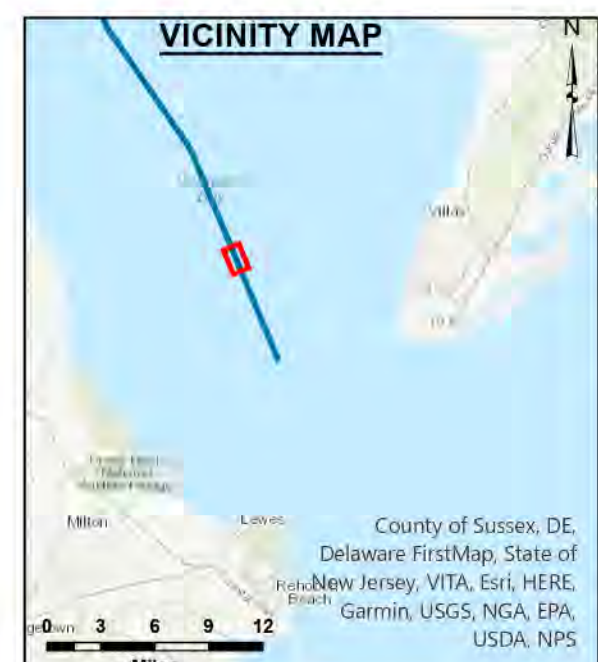 VICINITY MAP
N
Villas
Milton
Lewes
County of Sussex, DE,
Delaware FirstMap, State of
New Jersey, VITA, Esri, HERE,
Garmin, USGS, NGA, EPA,
USDA, NPS
Rehoboth
Beach
0 3 6 9 12